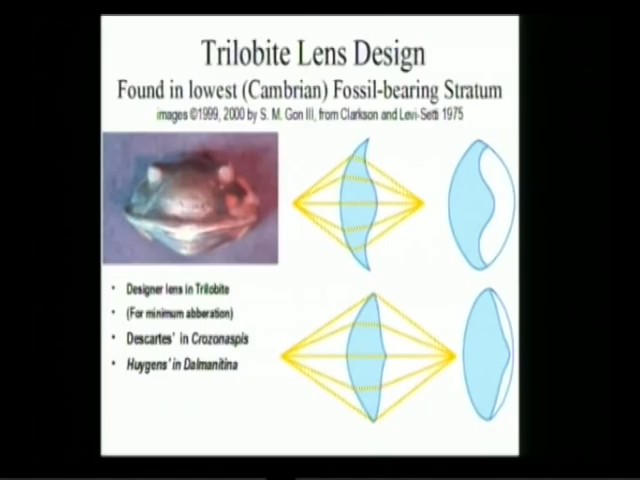 Trilobite Lens Design
Found in lowest (Cambrian) Fossil-bearing Stratum
images ©1999, 2000 by S. M. Gon III, from Clarkson and Levi-Setti 1975
• Designer lens in Trilobite
• (For minimum abberation)
• Descartes' in Crozonaspis
• Huygens' in Dalmanitina